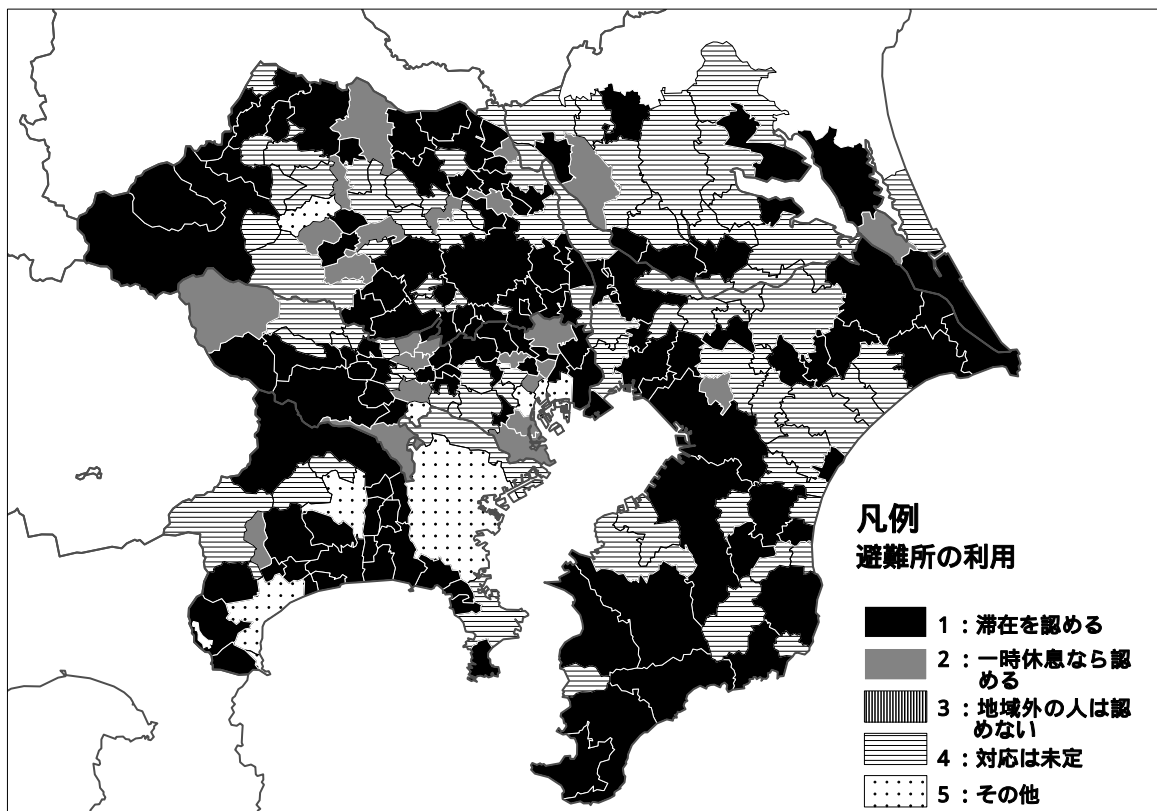 凡例
避難所の利用
1：滞在を認める
2：一時休息なら認
める
3：地域外の人は認
めない
4：対応は未定
5：その他